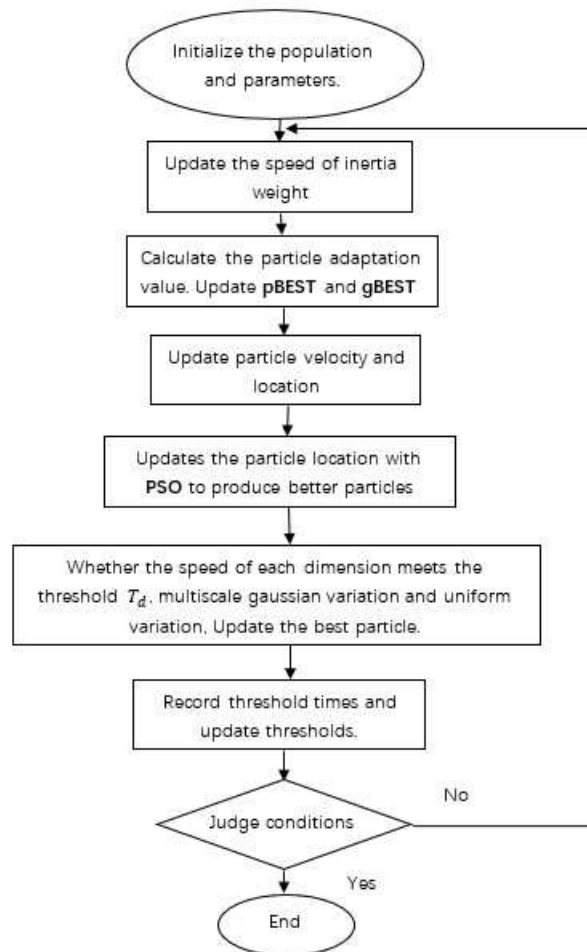 Initialize the population
and parameters.
Update the speed of inertia
weight
Calculate the particle adaptation
value. Update pBEST and gBEST
Update particle velocity and
location
Updates the particle location with
PSO to produce better particles
Whether the speed of each dimension meets the
threshold T_d, multiscale gaussian variation and uniform
variation, Update the best particle.
Record threshold times and
update thresholds.
No
Judge conditions
Yes
End